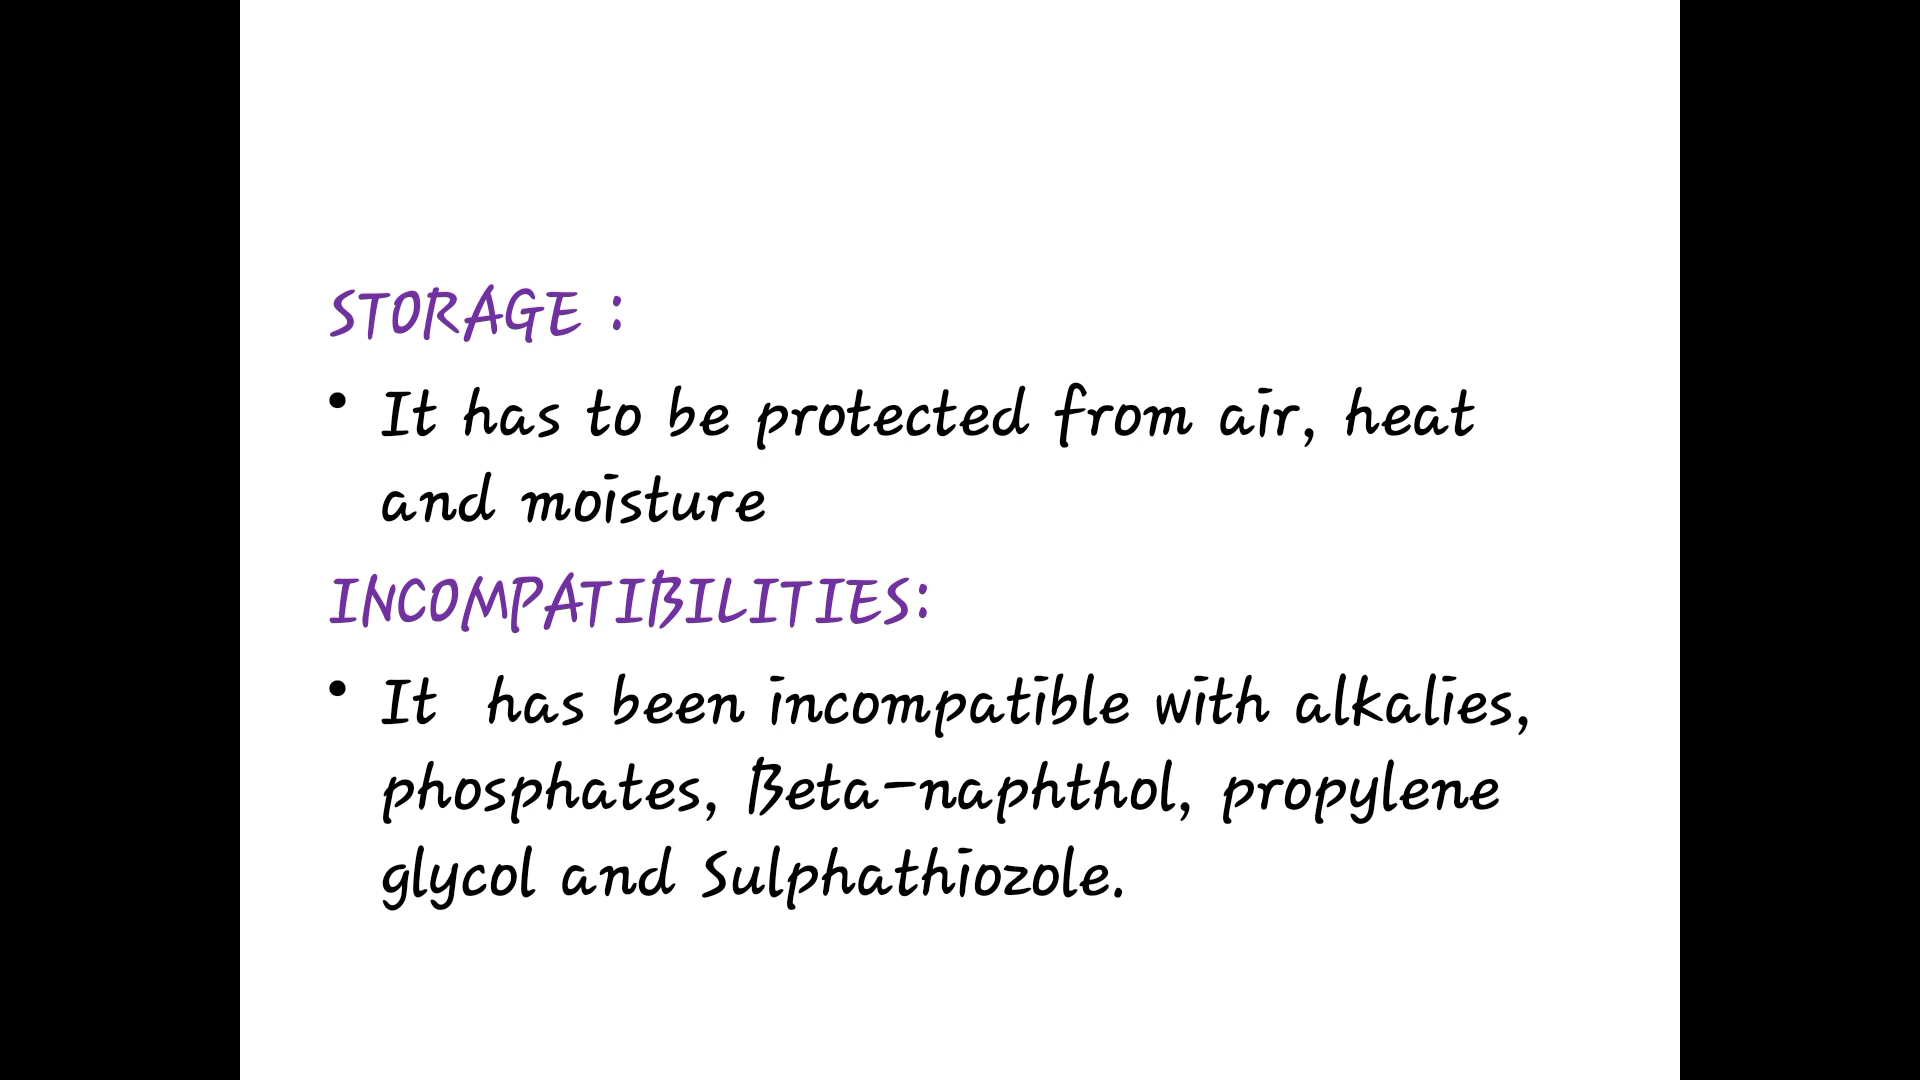 STORAGE :
• It has to be protected from air, heat
and moisture
INCOMPATIBILITIES:
• It  has been incompatible with alkalies,
phosphates, Beta-naphthol, propylene
glycol and Sulphathiozole.